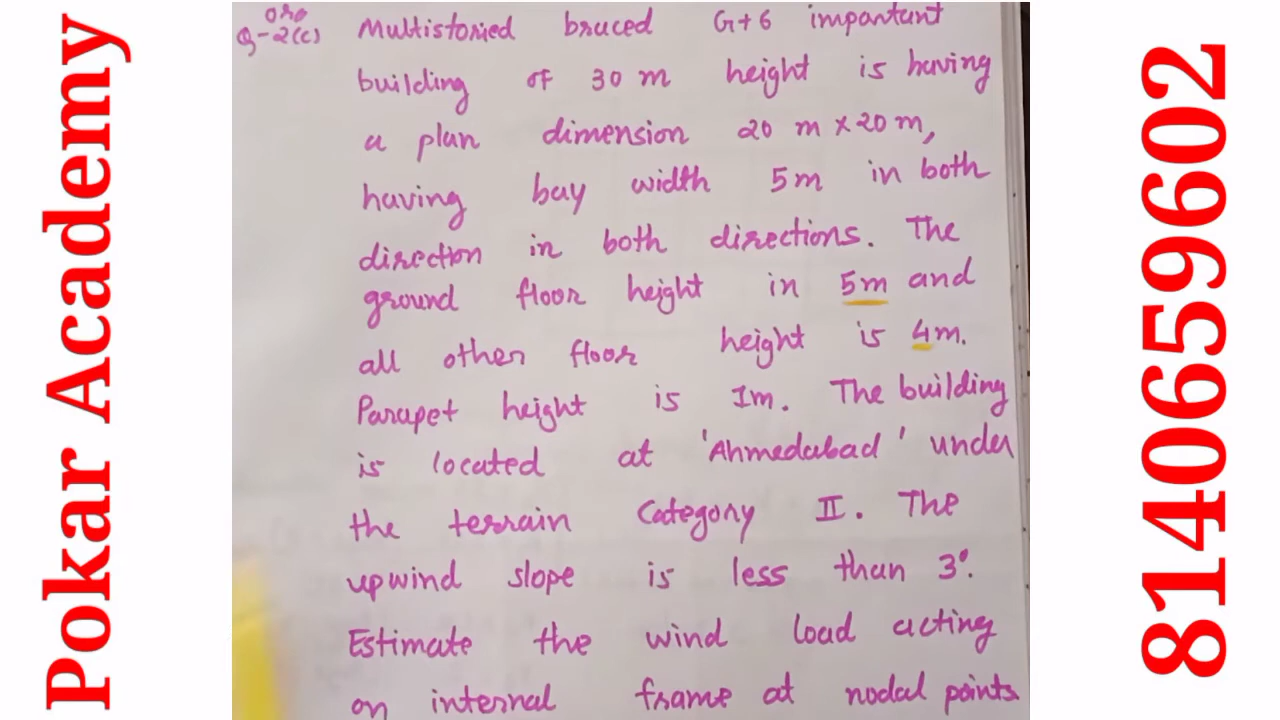 Pokar Academy
ORO
Q-2(C) Multistoried braced G+6 important
building of 30 m height is having
a plan dimension 20 m x 20 m,
having bay width 5m in both
direction in both directions. The
ground floor height in 5m and
all other floor height is 4m.
Parapet height is 1m. The building
is located at 'Ahmedabad' under
the terrain Category II. The
upwind slope is less than 3°.
Estimate the wind load acting
on internal frame at nodal points
8140659602